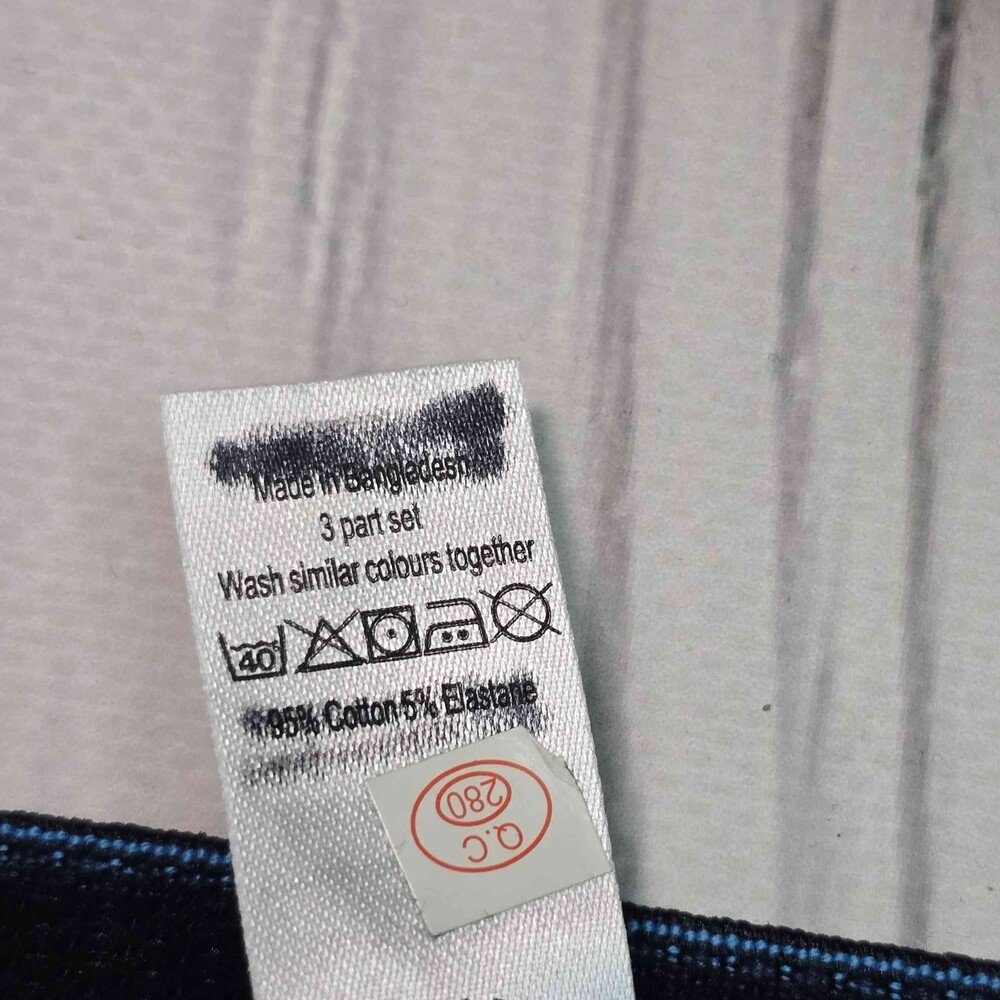 Made in Bangladesh
3 part set
Wash similar colours together
40
95% Cotton 5% Elastane
280
Q.C